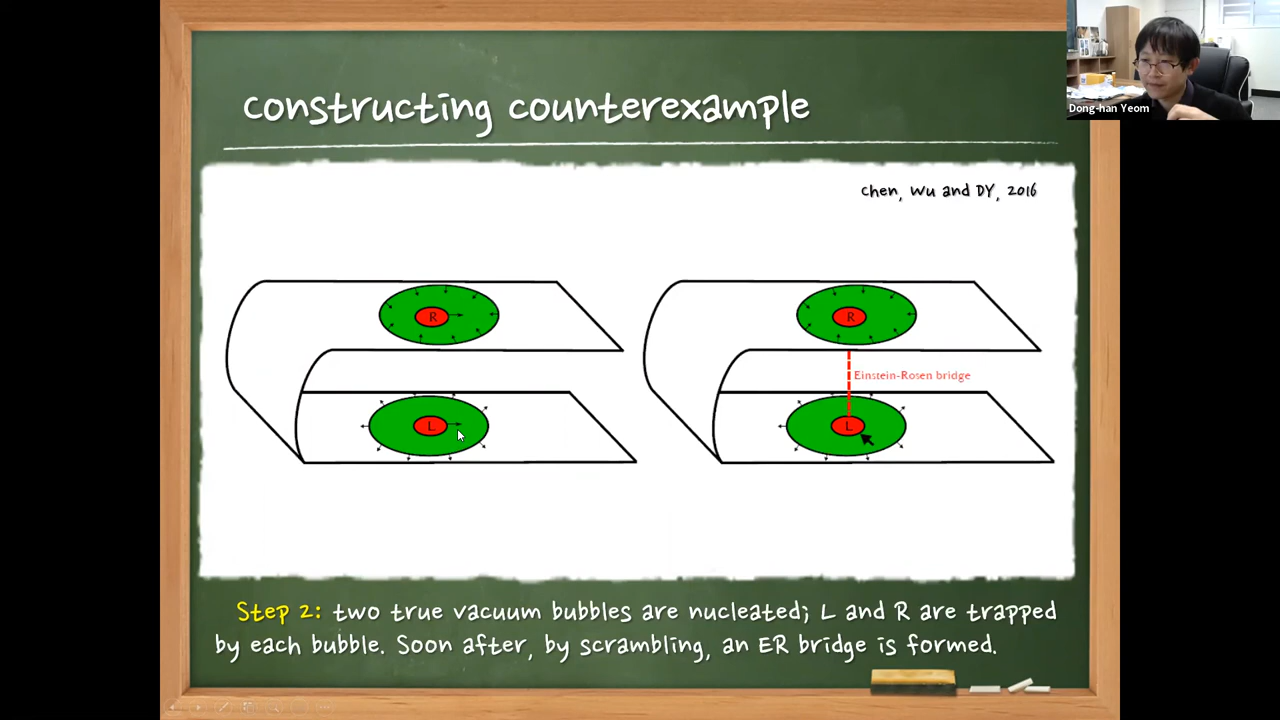 Dong-han Yeom
constructing counterexample
Chen, Wu and DY, 2016
R
R
Einstein-Rosen bridge
L
L
Step 2: two true vacuum bubbles are nucleated; L and R are trapped
by each bubble. Soon after, by scrambling, an ER bridge is formed.